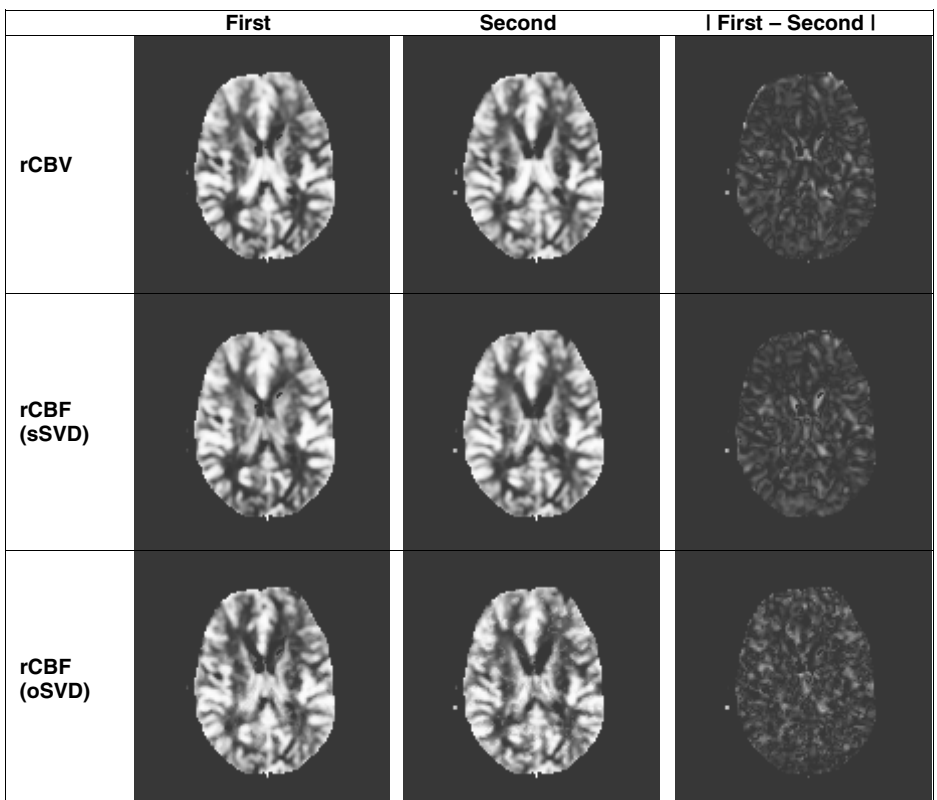 First Second | First – Second |
rCBV
rCBF
(sSVD)
rCBF
(oSVD)